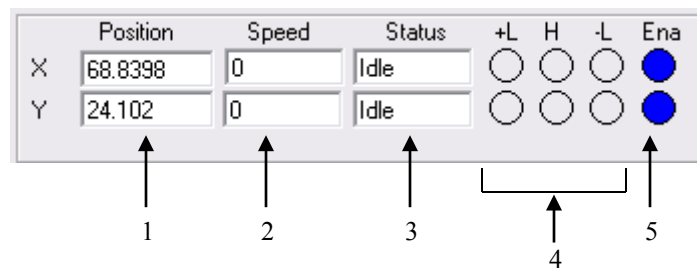 Position Speed Status +L H -L Ena
X 68.8398 0 Idle
Y 24.102 0 Idle
1 2 3 4 5